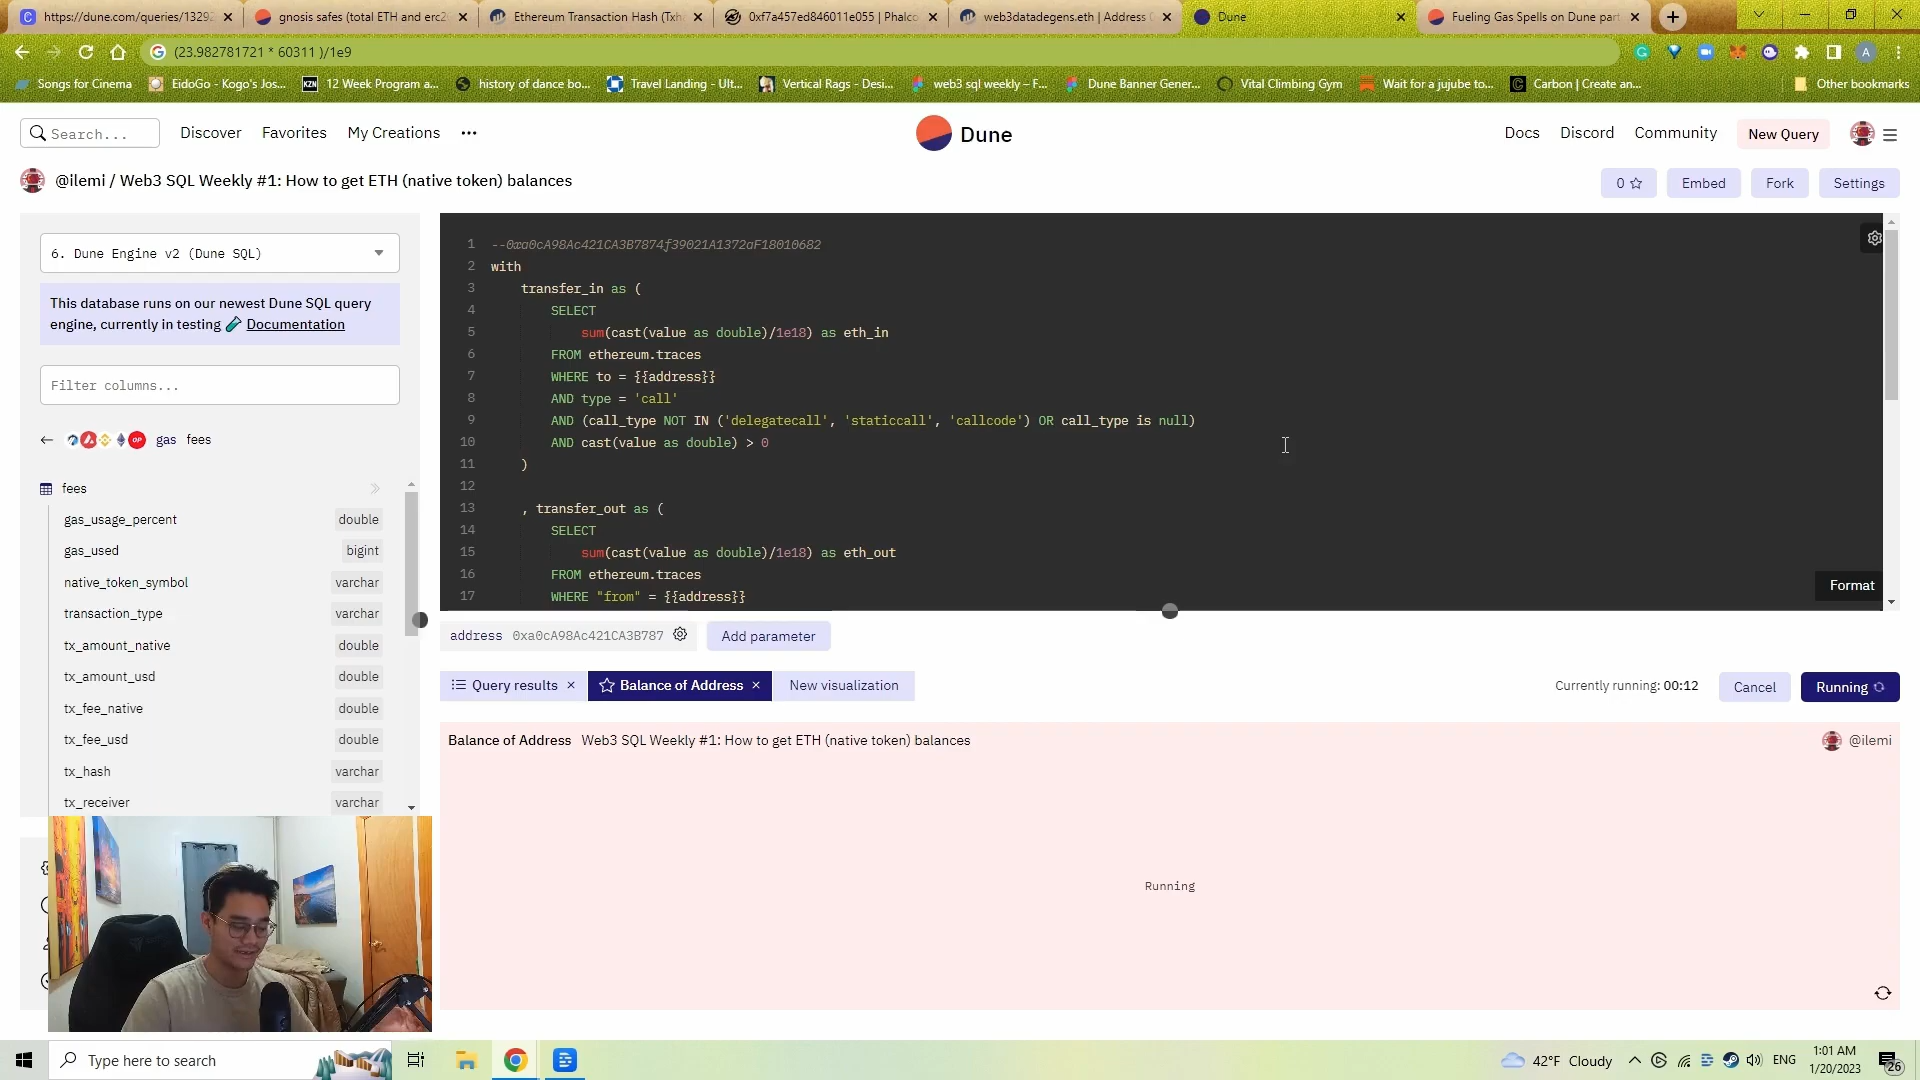 https://dune.com/queries/1329
gnosis safes (total ETH and erc2
Ethereum Transaction Hash (Txh
0xf7a457ed846011e055 | Phalco
web3datadegens.eth | Address 0
Dune
Fueling Gas Spells on Dune part
(23.982781721 * 60311 )/1e9
Songs for Cinema
EidoGo - Kogo's Jos...
KZN
12 Week Program a...
history of dance bo...
Travel Landing - Ult...
Vertical Rags - Desi...
web3 sql weekly – F...
Dune Banner Gener...
Vital Climbing Gym
Wait for a jujube to...
Carbon | Create an...
Other bookmarks
Search...
Discover
Favorites
My Creations
Dune
Docs
Discord
Community
New Query
@ilemi / Web3 SQL Weekly #1: How to get ETH (native token) balances
0
Embed
Fork
Settings
6. Dune Engine v2 (Dune SQL)
This database runs on our newest Dune SQL query
engine, currently in testing Documentation
Filter columns...
OP
gas fees
fees
gas_usage_percent double
gas_used bigint
native_token_symbol varchar
transaction_type varchar
tx_amount_native double
tx_amount_usd double
tx_fee_native double
tx_fee_usd double
tx_hash varchar
tx_receiver varchar
1 --0xa0cA98Ac421CA3B7874f39021A1372aF18010682
2 with
3 transfer_in as (
4 SELECT
5 sum(cast(value as double)/1e18) as eth_in
6 FROM ethereum.traces
7 WHERE to = {{address}}
8 AND type = 'call'
9 AND (call_type NOT IN ('delegatecall', 'staticcall', 'callcode') OR call_type is null)
10 AND cast(value as double) > 0
11 )
12
13 , transfer_out as (
14 SELECT
15 sum(cast(value as double)/1e18) as eth_out
16 FROM ethereum.traces
17 WHERE "from" = {{address}}
Format
address 0xa0cA98Ac421CA3B787
Add parameter
Query results
Balance of Address
New visualization
Currently running: 00:12
Cancel
Running
Balance of Address Web3 SQL Weekly #1: How to get ETH (native token) balances
@ilemi
Running
Type here to search
42°F Cloudy
ENG
1:01 AM
1/20/2023
26